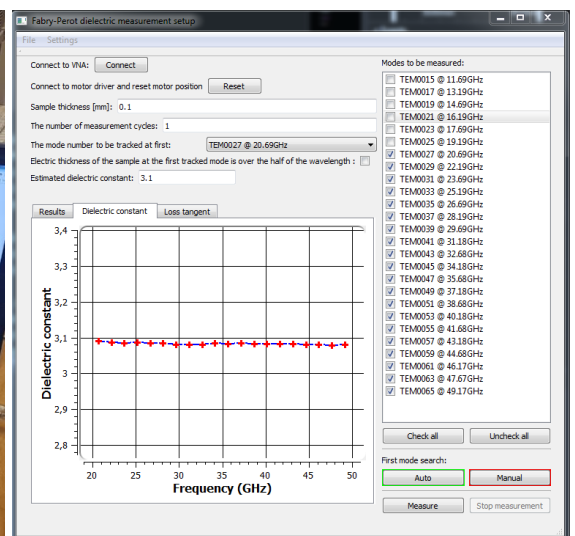 Fabry-Perot dielectric measurement setup
File Settings
Connect to VNA: Connect
Connect to motor driver and reset motor position Reset
Sample thickness [mm]: 0.1
The number of measurement cycles: 1
The mode number to be tracked at first: TEM0027 @ 20.69GHz
Electric thickness of the sample at the first tracked mode is over the half of the wavelength :
Estimated dielectric constant: 3.1
Results Dielectric constant Loss tangent
3,4
3,3
3,2
3,1
3
2,9
2,8
Dielectric constant
20 25 30 35 40 45 50
Frequency (GHz)
Modes to be measured:
TEM0015 @ 11.69GHz
TEM0017 @ 13.19GHz
TEM0019 @ 14.69GHz
TEM0021 @ 16.19GHz
TEM0023 @ 17.69GHz
TEM0025 @ 19.19GHz
TEM0027 @ 20.69GHz
TEM0029 @ 22.19GHz
TEM0031 @ 23.69GHz
TEM0033 @ 25.19GHz
TEM0035 @ 26.69GHz
TEM0037 @ 28.19GHz
TEM0039 @ 29.69GHz
TEM0041 @ 31.18GHz
TEM0043 @ 32.68GHz
TEM0045 @ 34.18GHz
TEM0047 @ 35.68GHz
TEM0049 @ 37.18GHz
TEM0051 @ 38.68GHz
TEM0053 @ 40.18GHz
TEM0055 @ 41.68GHz
TEM0057 @ 43.18GHz
TEM0059 @ 44.68GHz
TEM0061 @ 46.17GHz
TEM0063 @ 47.67GHz
TEM0065 @ 49.17GHz
Check all Uncheck all
First mode search:
Auto Manual
Measure Stop measurement